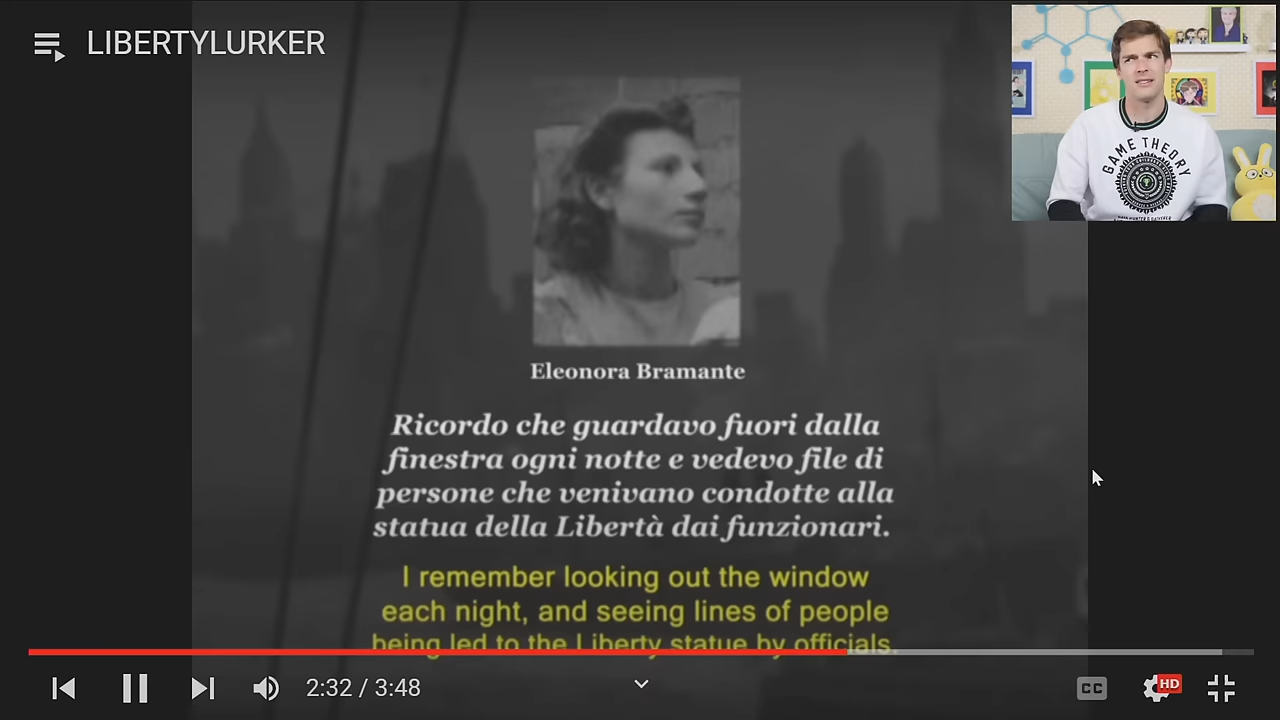 LIBERTYLURKER
GAME THEORY
Eleonora Bramante
Ricordo che guardavo fuori dalla
finestra ogni notte e vedevo file di
persone che venivano condotte alla
statua della Libertà dai funzionari.
I remember looking out the window
each night, and seeing lines of people
being led to the Liberty statue by officials.
2:32 / 3:48
CC
HD